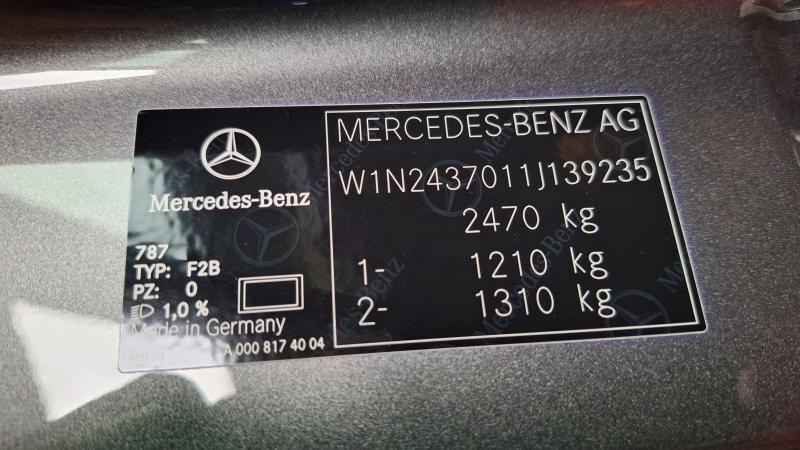 Mercedes-Benz
787
TYP: F2B
PZ: 0
1,0 %
Made in Germany
A 000 817 40 04
MERCEDES-BENZ AG
W1N2437011J139235
2470 kg
1- 1210 kg
2- 1310 kg